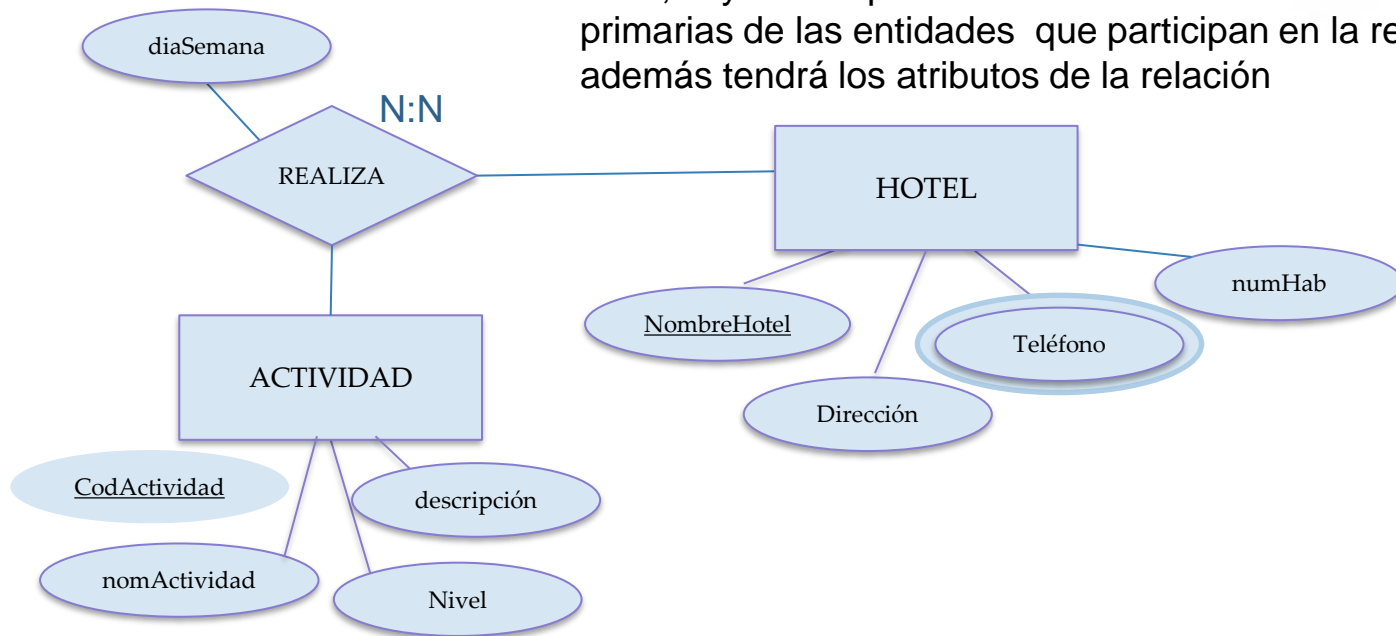 primarias de las entidades que participan en la
además tendrá los atributos de la relación
diaSemana
N:N
REALIZA
HOTEL
NombreHotel
Dirección
Teléfono
numHab
ACTIVIDAD
CodActividad
descripción
nomActividad
Nivel